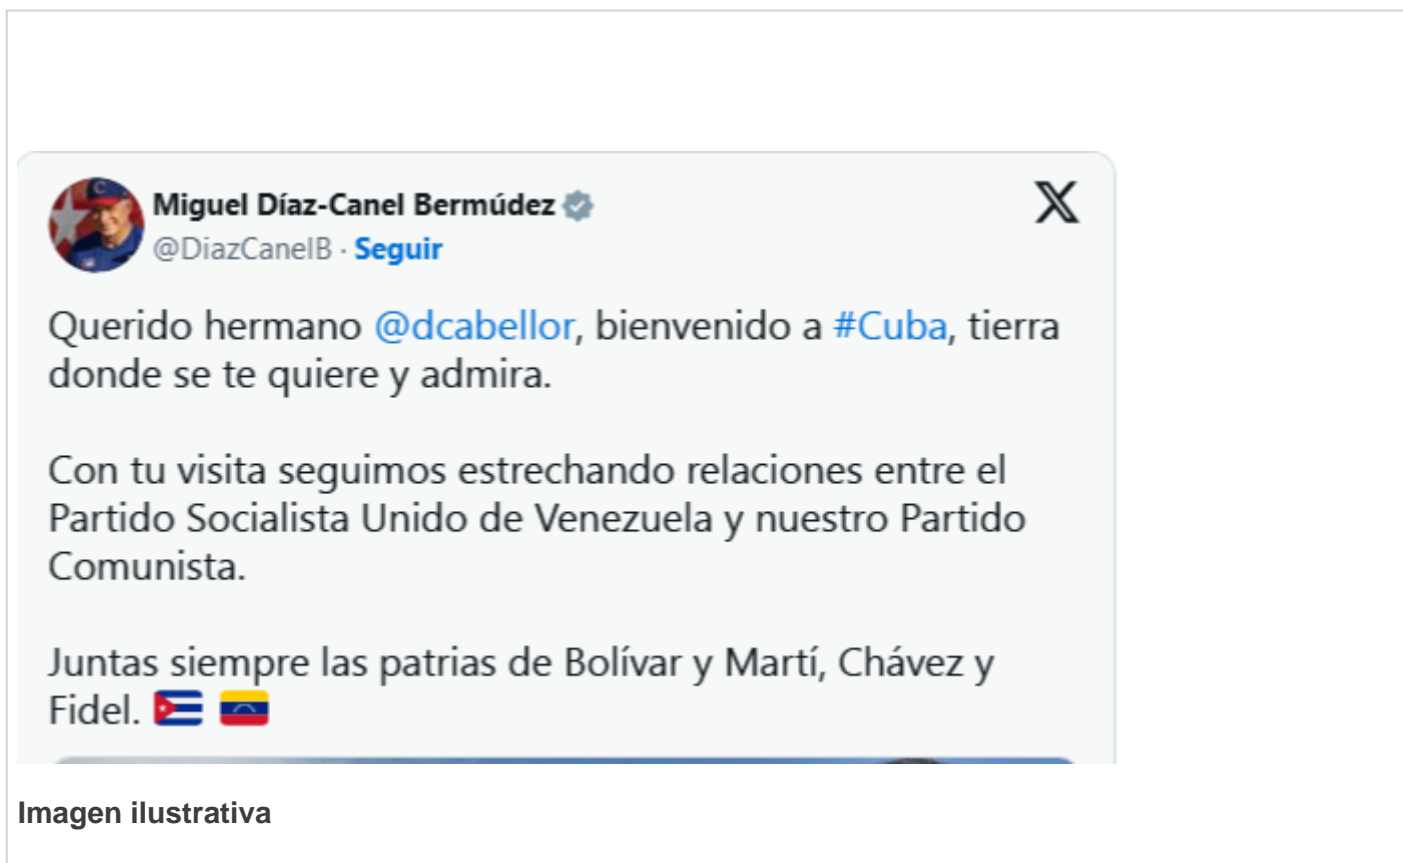 Miguel Díaz-Canel Bermúdez
@DiazCanelB · Seguir
Querido hermano @dcabellor, bienvenido a #Cuba, tierra
donde se te quiere y admira.
Con tu visita seguimos estrechando relaciones entre el
Partido Socialista Unido de Venezuela y nuestro Partido
Comunista.
Juntas siempre las patrias de Bolívar y Martí, Chávez y
Fidel. 🇨🇺 🇻🇪
Imagen ilustrativa